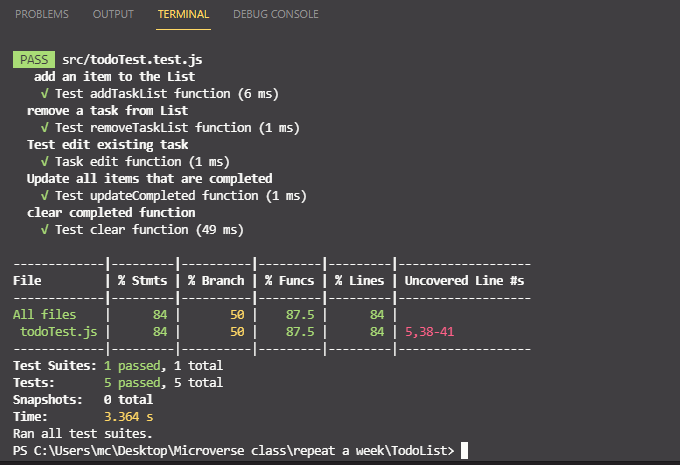 PROBLEMS OUTPUT TERMINAL DEBUG CONSOLE
PASS src/todoTest.test.js
add an item to the List
√ Test addTaskList function (6 ms)
remove a task from List
√ Test removeTaskList function (1 ms)
Test edit existing task
√ Task edit function (1 ms)
Update all items that are completed
√ Test updateCompleted function (1 ms)
clear completed function
√ Test clear function (49 ms)
-------------|---------|----------|---------|---------|-------------------
File         | % Stmts | % Branch | % Funcs | % Lines | Uncovered Line #s
-------------|---------|----------|---------|---------|-------------------
All files    |      84 |       50 |    87.5 |      84 |
 todoTest.js |      84 |       50 |    87.5 |      84 | 5,38-41
-------------|---------|----------|---------|---------|-------------------
Test Suites: 1 passed, 1 total
Tests:       5 passed, 5 total
Snapshots:   0 total
Time:        3.364 s
Ran all test suites.
PS C:\Users\mc\Desktop\Microverse class\repeat a week\TodoList>